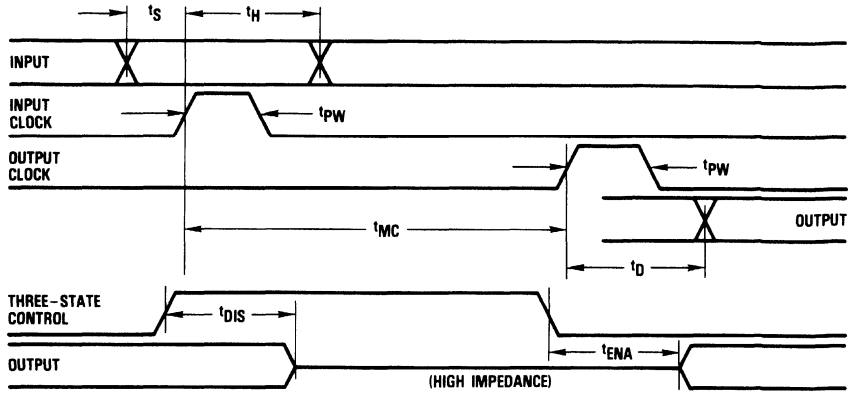 tS
tH
INPUT
INPUT
CLOCK
tPW
OUTPUT
CLOCK
tPW
tMC
OUTPUT
tD
THREE-STATE
CONTROL
tDIS
tENA
OUTPUT
(HIGH IMPEDANCE)